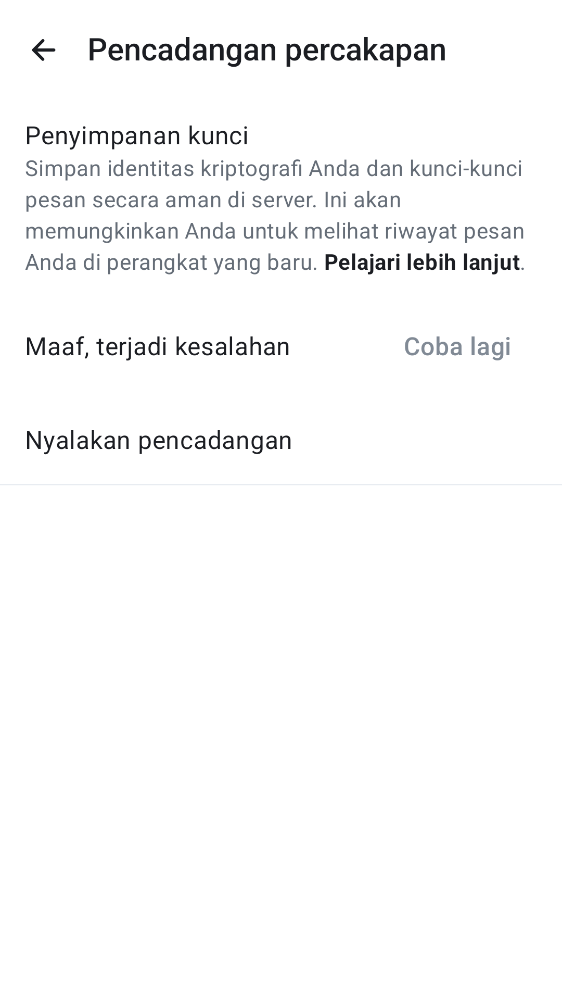 Pencadangan percakapan
Penyimpanan kunci
Simpan identitas kriptografi Anda dan kunci-kunci
pesan secara aman di server. Ini akan
memungkinkan Anda untuk melihat riwayat pesan
Anda di perangkat yang baru. Pelajari lebih lanjut.
Maaf, terjadi kesalahan Coba lagi
Nyalakan pencadangan